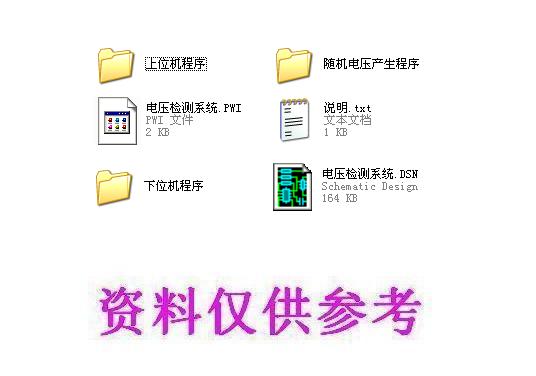 上位机程序
随机电压产生程序
电压检测系统.PWI
PWI 文件
2 KB
说明.txt
文本文档
1 KB
下位机程序
电压检测系统.DSN
Schematic Design
164 KB
资料仅供参考